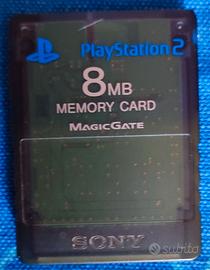 PlayStation 2
8MB
MEMORY CARD
MAGICGATE
SONY
subito